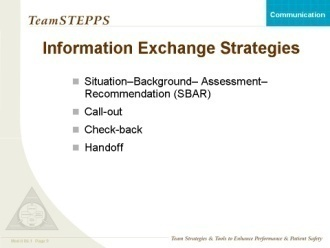 TeamSTEPPS
Communication
Information Exchange Strategies
Situation–Background– Assessment–
Recommendation (SBAR)
Call-out
Check-back
Handoff
Team Strategies & Tools to Enhance Performance & Patient Safety